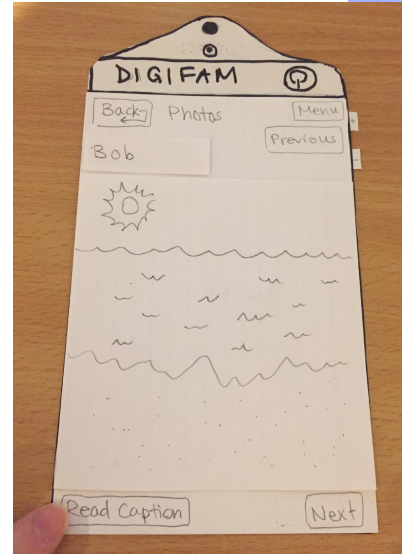 DIGIFAM
Back Photos Menu
Previous
Bob
Read Caption Next